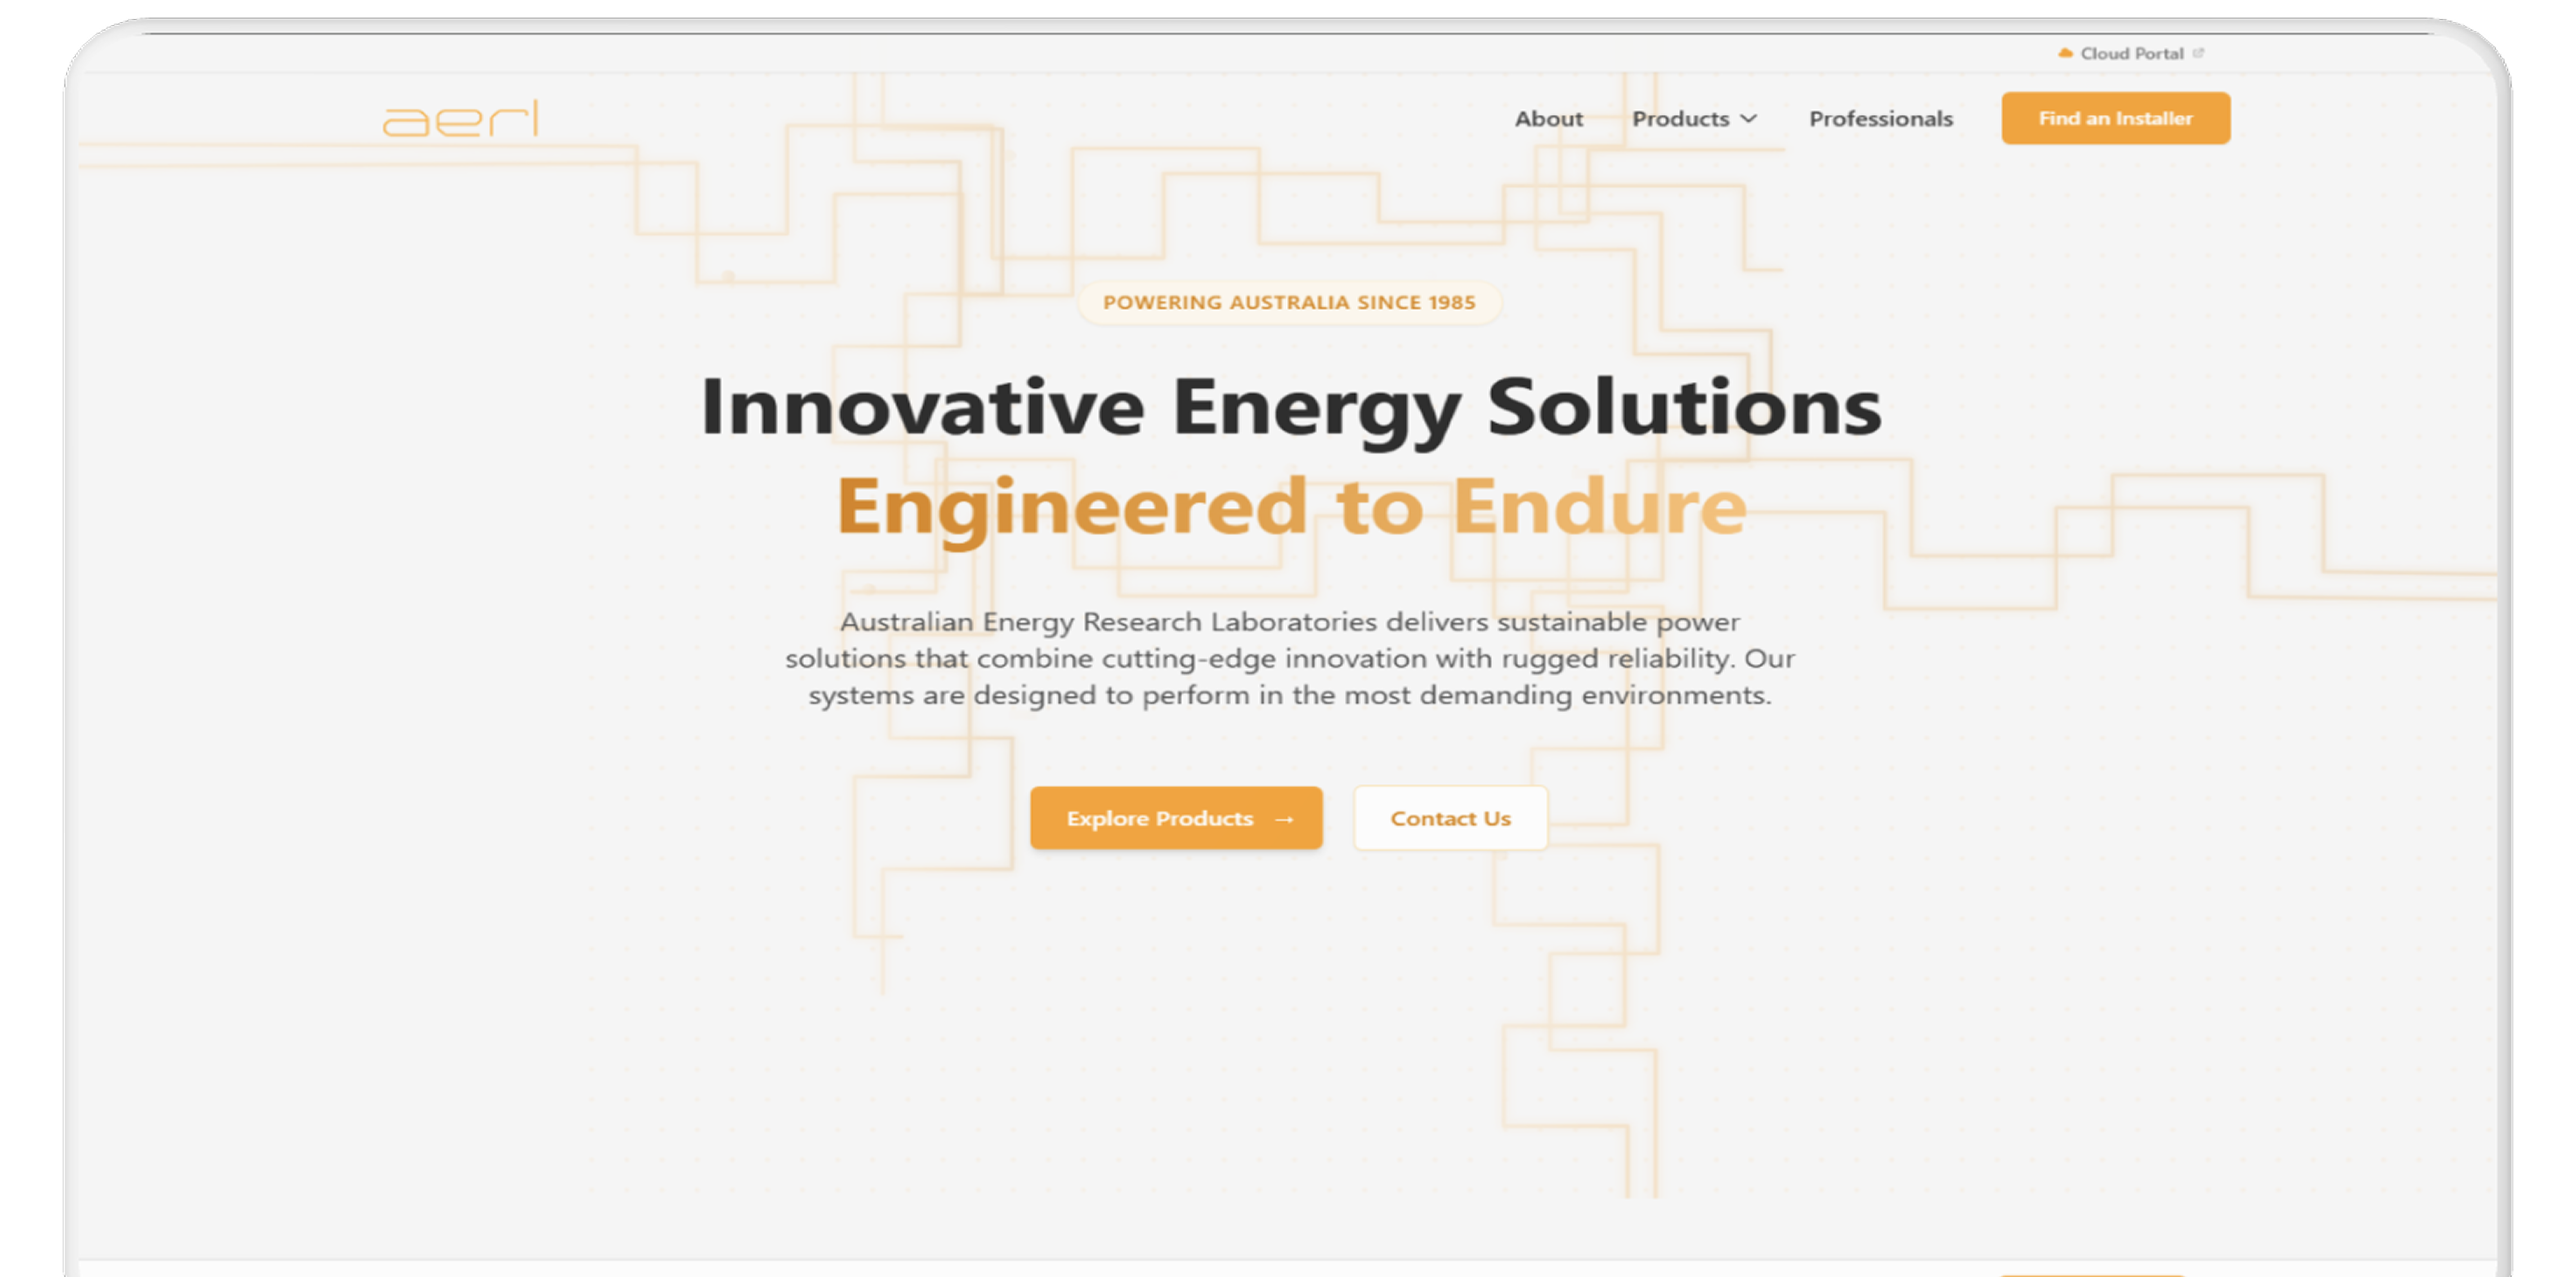 Cloud Portal
aerl
About
Products
Professionals
Find an Installer
POWERING AUSTRALIA SINCE 1985
Innovative Energy Solutions
Engineered to Endure
Australian Energy Research Laboratories delivers sustainable power
solutions that combine cutting-edge innovation with rugged reliability. Our
systems are designed to perform in the most demanding environments.
Explore Products →
Contact Us